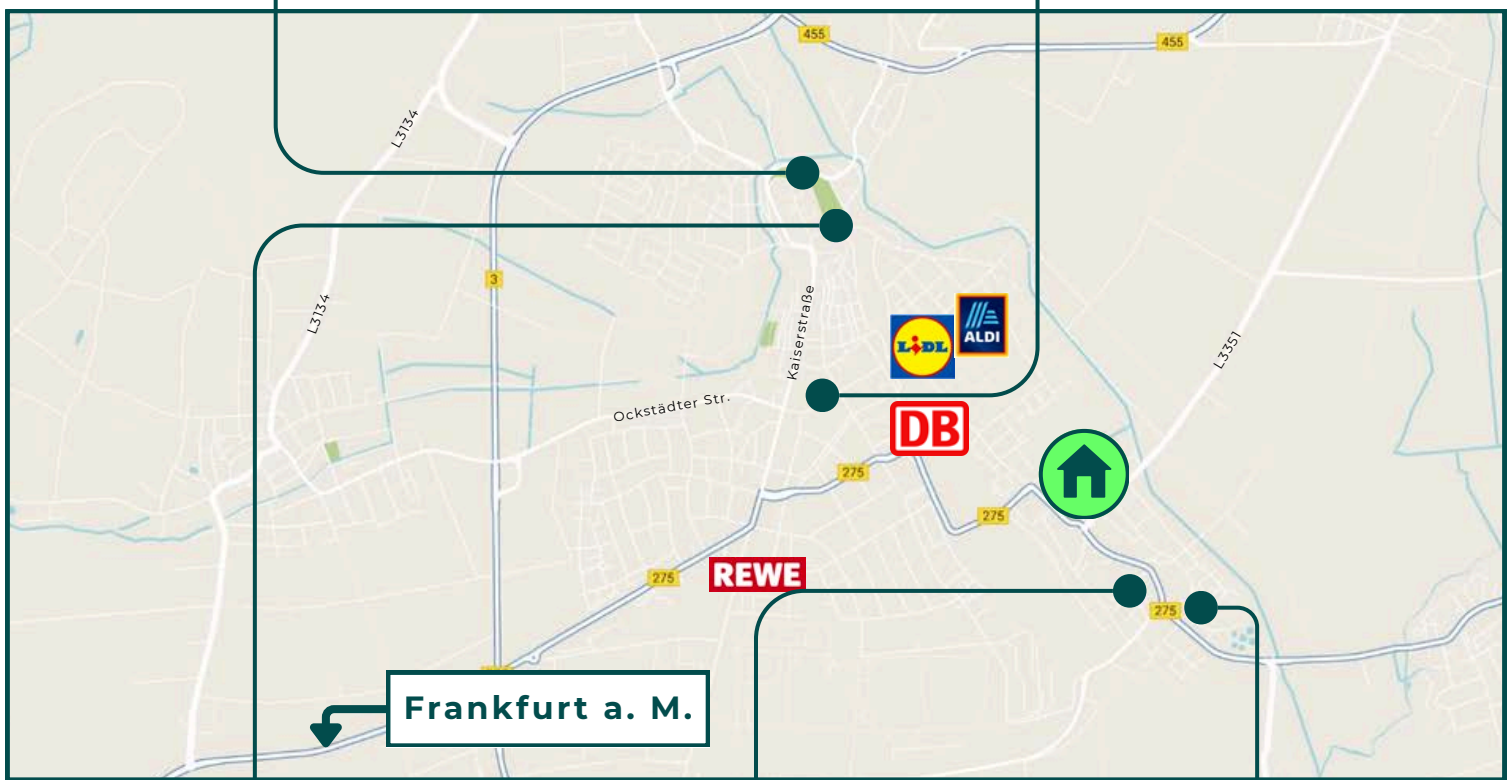 455
455
L3134
3
L3134
Kaiserstraße
LIDL
ALDI
L3351
Ockstädter Str.
DB
275
275
275
REWE
275
Frankfurt a. M.